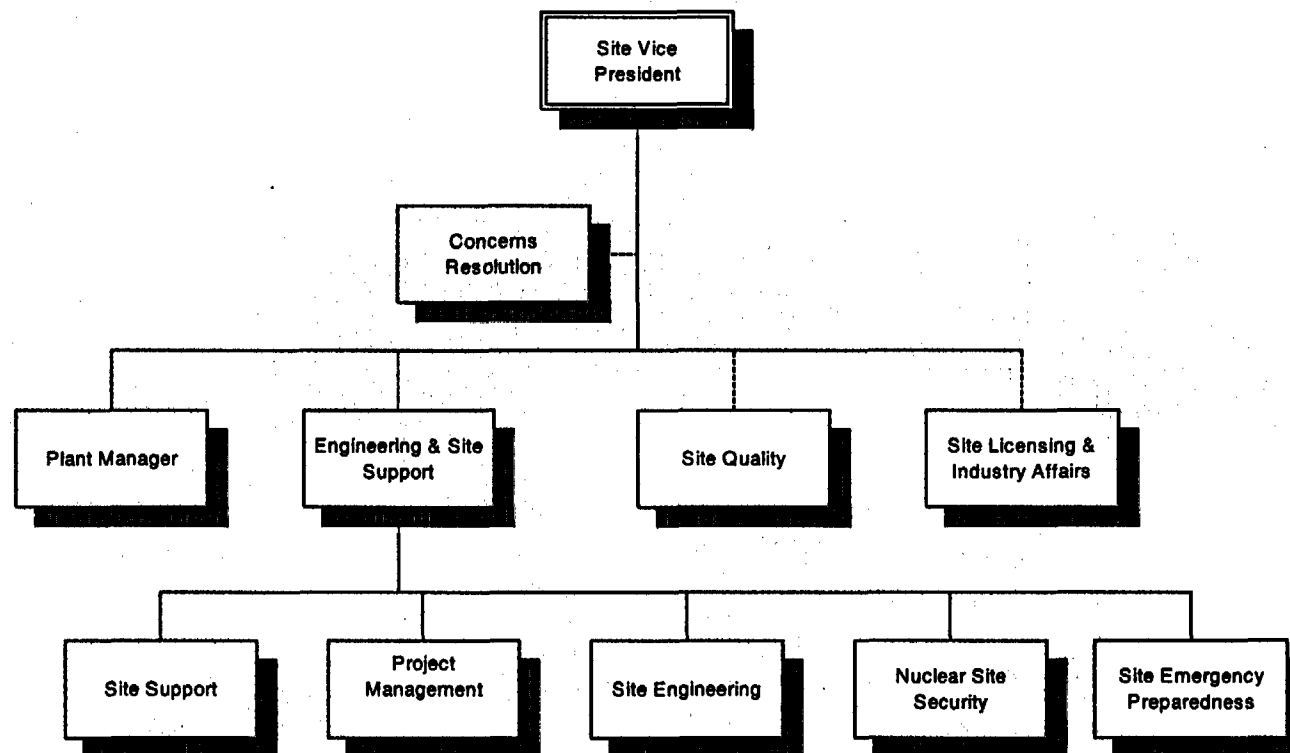 Site Vice
President
Concerns
Resolution
Plant Manager
Engineering & Site
Support
Site Quality
Site Licensing &
Industry Affairs
Site Support
Project
Management
Site Engineering
Nuclear Site
Security
Site Emergency
Preparedness